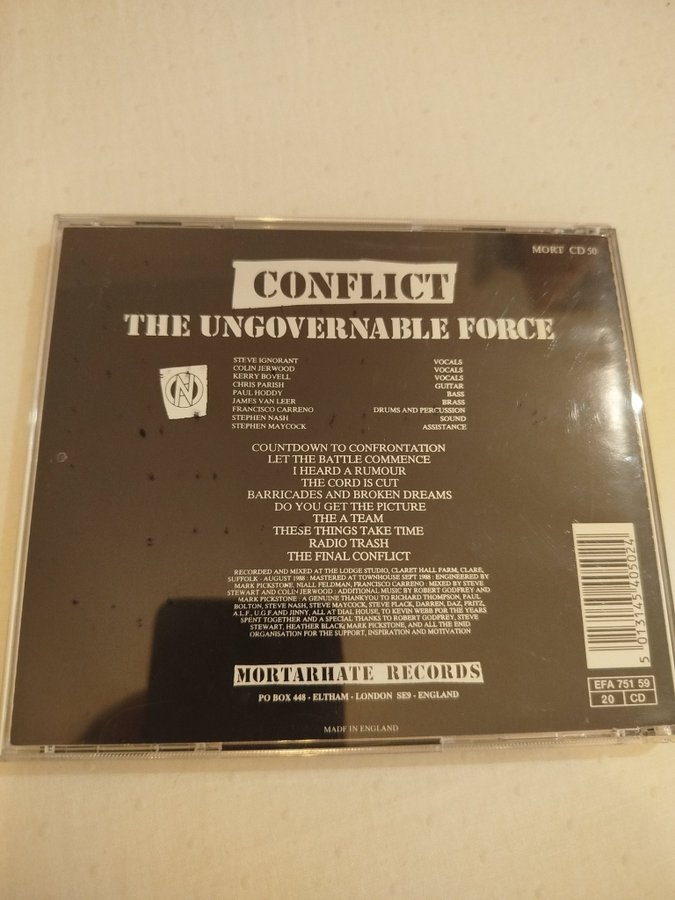 MORT CD 50
CONFLICT
THE UNGOVERNABLE FORCE
STEVE IGNORANT VOCALS
COLIN JERWOOD VOCALS
KERRY BOVELL VOCALS
CHRIS PARISH GUITAR
PAUL HODDY BASS
JAMES VAN LEER BRASS
FRANCISCO CARRENO DRUMS AND PERCUSSION
STEPHEN NASH SOUND
STEPHEN MAYCOCK ASSISTANCE
COUNTDOWN TO CONFRONTATION
LET THE BATTLE COMMENCE
I HEARD A RUMOUR
THE CORD IS CUT
BARRICADES AND BROKEN DREAMS
DO YOU GET THE PICTURE
THE A TEAM
THESE THINGS TAKE TIME
RADIO TRASH
THE FINAL CONFLICT
RECORDED AND MIXED AT THE LODGE STUDIO, CLARET HALL FARM, CLARE,
SUFFOLK · AUGUST 1988 : MASTERED AT TOWNHOUSE SEPT 1988 : ENGINEERED BY
MARK PICKSTONE, NIALL FELDMAN, FRANCISCO CARRENO : MIXED BY STEVE
STEWART AND COLIN JERWOOD : ADDITIONAL MUSIC BY ROBERT GODFREY AND
MARK PICKSTONE · A GENUINE THANKYOU TO RICHARD THOMPSON, PAUL
BOLTON, STEVE NASH, STEVE MAYCOCK, STEVE FLACK, DARREN, DAZ, FRITZ,
A.L.F., U.G.F AND JINNY, ALL AT DIAL HOUSE, TO KEVIN WEBB FOR THE YEARS
SPENT TOGETHER AND A SPECIAL THANKS TO ROBERT GODFREY, STEVE
STEWART, HEATHER BLACK, MARK PICKSTONE, AND ALL THE ENID
ORGANISATION FOR THE SUPPORT, INSPIRATION AND MOTIVATION
MORTARHATE RECORDS
PO BOX 448 · ELTHAM · LONDON SE9 · ENGLAND
MADE IN ENGLAND
5 013145 405024
EFA 751 59
20 CD